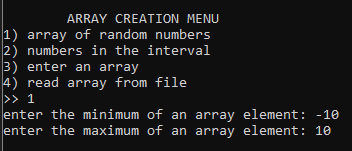 ARRAY CREATION MENU
1) array of random numbers
2) numbers in the interval
3) enter an array
4) read array from file
>> 1
enter the minimum of an array element: -10
enter the maximum of an array element: 10